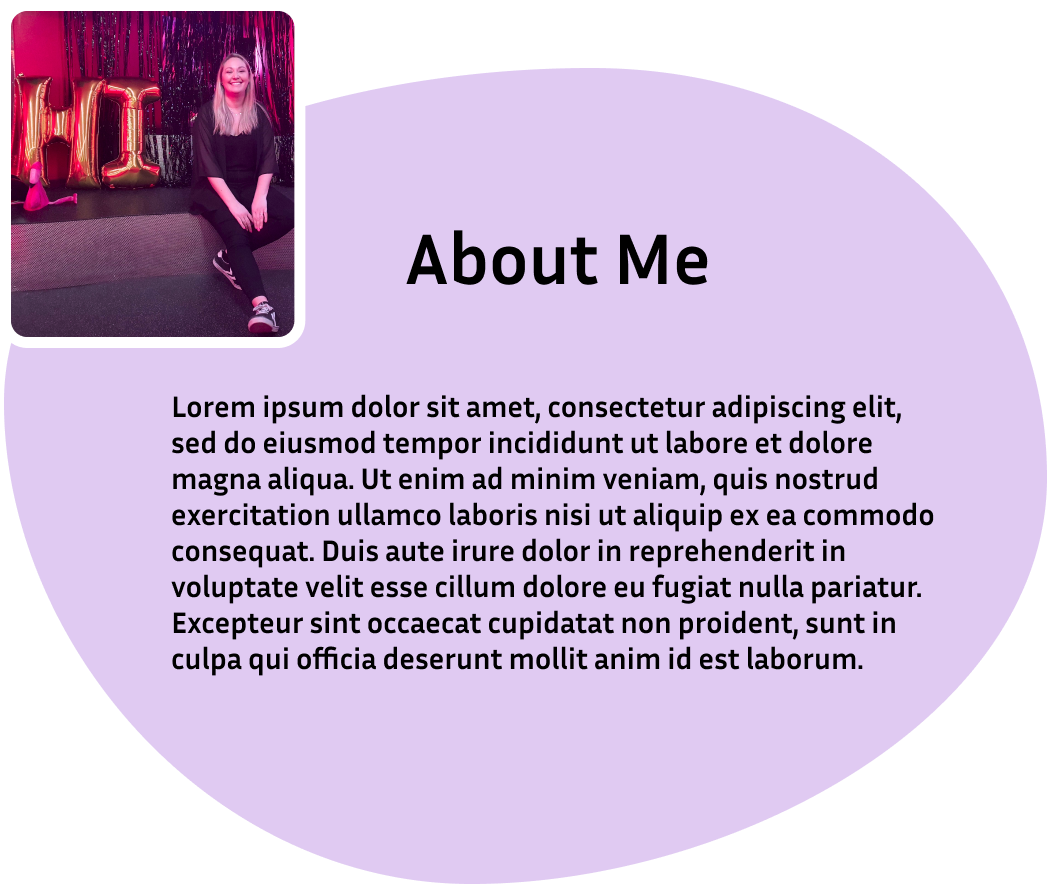 HI
About Me
Lorem ipsum dolor sit amet, consectetur adipiscing elit,
sed do eiusmod tempor incididunt ut labore et dolore
magna aliqua. Ut enim ad minim veniam, quis nostrud
exercitation ullamco laboris nisi ut aliquip ex ea commodo
consequat. Duis aute irure dolor in reprehenderit in
voluptate velit esse cillum dolore eu fugiat nulla pariatur.
Excepteur sint occaecat cupidatat non proident, sunt in
culpa qui officia deserunt mollit anim id est laborum.